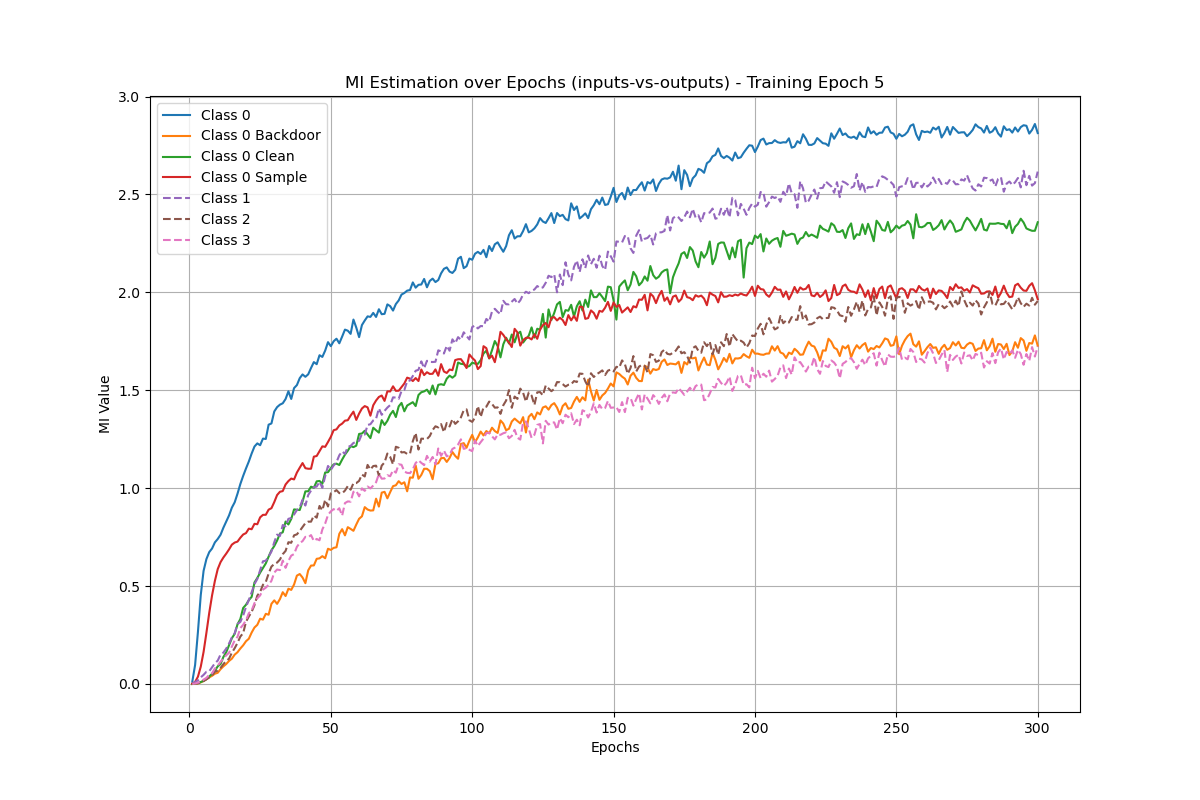 MI Estimation over Epochs (inputs-vs-outputs) - Training Epoch 5
Class 0
Class 0 Backdoor
Class 0 Clean
Class 0 Sample
Class 1
Class 2
Class 3
MI Value
3.0
2.5
2.0
1.5
1.0
0.5
0.0
0 50 100 150 200 250 300
Epochs